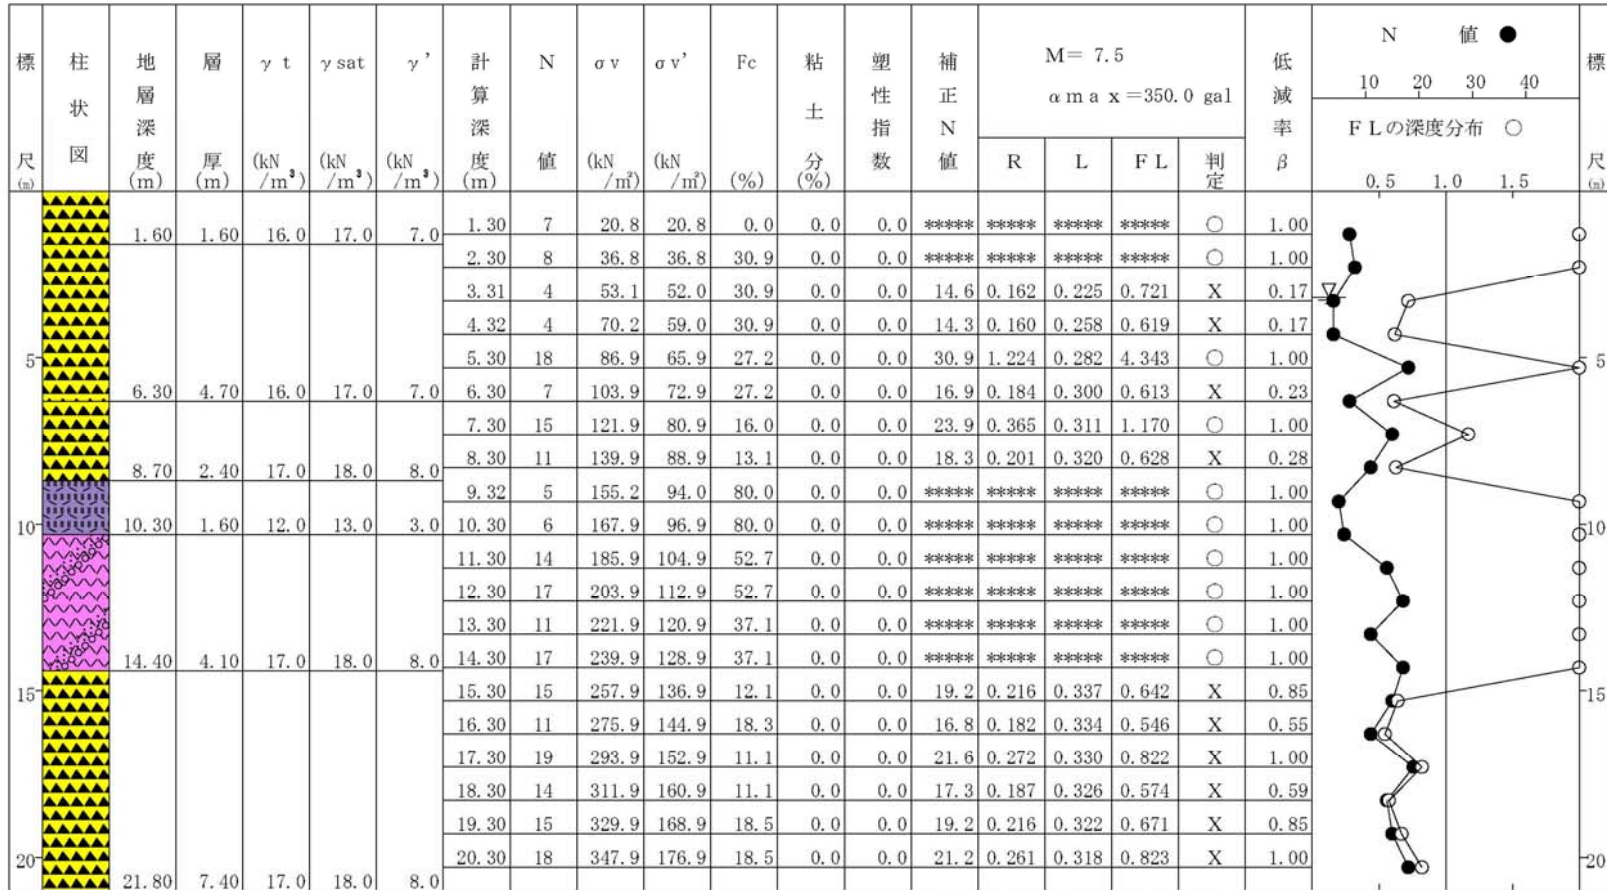 標尺(m) 柱状図 地層深度(m) 層厚(m) γt(kN/m³) γsat(kN/m³) γ'(kN/m³) 計算深度(m) N値 σv(kN/㎡) σv'(kN/㎡) Fc(%) 粘土分(%) 塑性指数 補正N値 M= 7.5 αmax=350.0 gal R L FL 判定 低減率β N値 ● 標尺(m)
10 20 30 40
FLの深度分布 ○
0.5 1.0 1.5
1.30 7 20.8 20.8 0.0 0.0 0.0 ***** ***** ***** ***** ○ 1.00
1.60 1.60 16.0 17.0 7.0
2.30 8 36.8 36.8 30.9 0.0 0.0 ***** ***** ***** ***** ○ 1.00
3.31 4 53.1 52.0 30.9 0.0 0.0 14.6 0.162 0.225 0.721 X 0.17
4.32 4 70.2 59.0 30.9 0.0 0.0 14.3 0.160 0.258 0.619 X 0.17
5 5.30 18 86.9 65.9 27.2 0.0 0.0 30.9 1.224 0.282 4.343 ○ 1.00 5
6.30 4.70 16.0 17.0 7.0 6.30 7 103.9 72.9 27.2 0.0 0.0 16.9 0.184 0.300 0.613 X 0.23
7.30 15 121.9 80.9 16.0 0.0 0.0 23.9 0.365 0.311 1.170 ○ 1.00
8.70 2.40 17.0 18.0 8.0 8.30 11 139.9 88.9 13.1 0.0 0.0 18.3 0.201 0.320 0.628 X 0.28
9.32 5 155.2 94.0 80.0 0.0 0.0 ***** ***** ***** ***** ○ 1.00
10 10.30 1.60 12.0 13.0 3.0 10.30 6 167.9 96.9 80.0 0.0 0.0 ***** ***** ***** ***** ○ 1.00 10
11.30 14 185.9 104.9 52.7 0.0 0.0 ***** ***** ***** ***** ○ 1.00
12.30 17 203.9 112.9 52.7 0.0 0.0 ***** ***** ***** ***** ○ 1.00
13.30 11 221.9 120.9 37.1 0.0 0.0 ***** ***** ***** ***** ○ 1.00
14.40 4.10 17.0 18.0 8.0 14.30 17 239.9 128.9 37.1 0.0 0.0 ***** ***** ***** ***** ○ 1.00
15 15.30 15 257.9 136.9 12.1 0.0 0.0 19.2 0.216 0.337 0.642 X 0.85 15
16.30 11 275.9 144.9 18.3 0.0 0.0 16.8 0.182 0.334 0.546 X 0.55
17.30 19 293.9 152.9 11.1 0.0 0.0 21.6 0.272 0.330 0.822 X 1.00
18.30 14 311.9 160.9 11.1 0.0 0.0 17.3 0.187 0.326 0.574 X 0.59
19.30 15 329.9 168.9 18.5 0.0 0.0 19.2 0.216 0.322 0.671 X 0.85
20 20.30 18 347.9 176.9 18.5 0.0 0.0 21.2 0.261 0.318 0.823 X 1.00 20
21.80 7.40 17.0 18.0 8.0